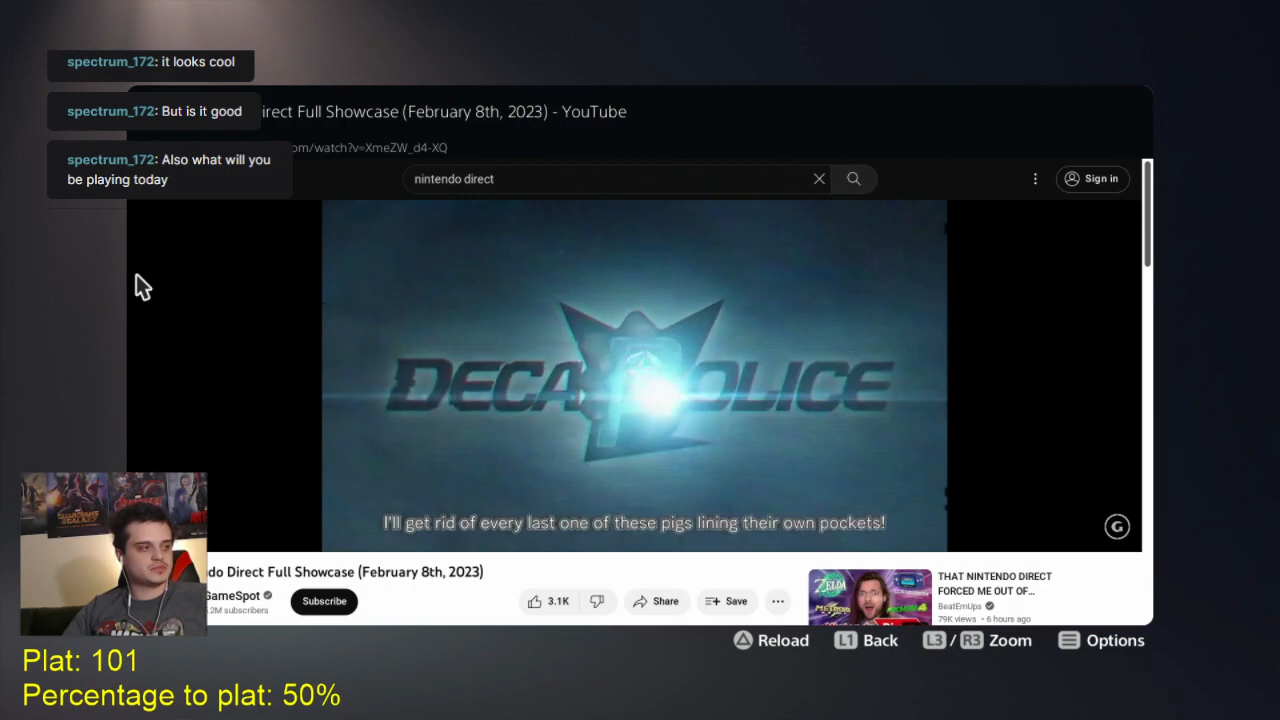 spectrum_172: it looks cool
spectrum_172: But is it good
spectrum_172: Also what will you
be playing today
irect Full Showcase (February 8th, 2023) - YouTube
om/watch?v=XmeZW_d4-XQ
nintendo direct
Sign in
DECAPOLICE
I'll get rid of every last one of these pigs lining their own pockets!
G
do Direct Full Showcase (February 8th, 2023)
GameSpot
.2M subscribers
Subscribe
3.1K
Share
Save
THAT NINTENDO DIRECT
FORCED ME OUT OF...
BeatEmUps
79K views • 6 hours ago
ZELDA
Reload
L1 Back
L3 / R3 Zoom
Options
Plat: 101
Percentage to plat: 50%